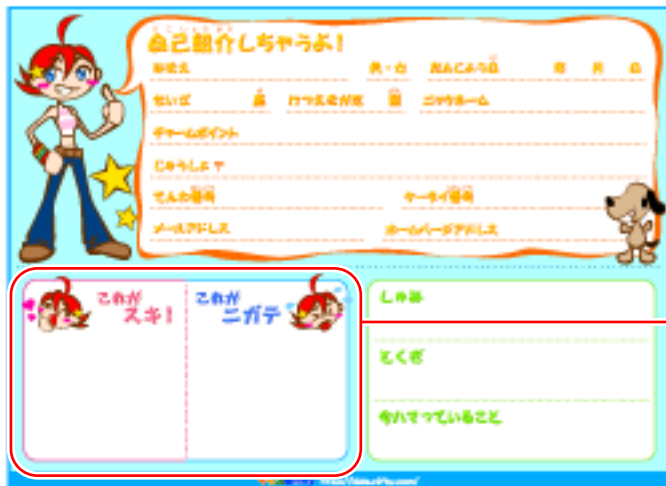 自己紹介しちゃうよ！
なまえ 男・女 たんじょう日 年 月 日
せいざ 座 けつえきがた 型 ニックネーム
チャームポイント
じゅうしょ 〒
でんわ番号 ケータイ番号
メールアドレス ホームページアドレス
これが スキ！
これが ニガテ
しゅみ
とくぎ
今ハマっていること